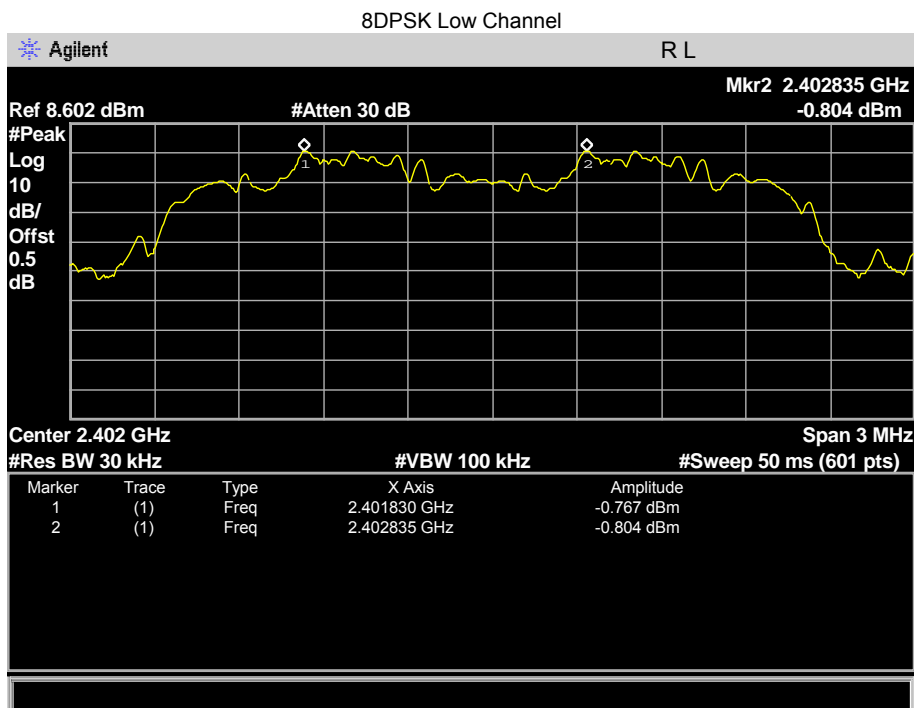 8DPSK Low Channel
Agilent R L
Mkr2 2.402835 GHz
Ref 8.602 dBm #Atten 30 dB -0.804 dBm
#Peak
Log
10
dB/
Offst
0.5
dB
1
2
Center 2.402 GHz Span 3 MHz
#Res BW 30 kHz #VBW 100 kHz #Sweep 50 ms (601 pts)
Marker Trace Type X Axis Amplitude
1 (1) Freq 2.401830 GHz -0.767 dBm
2 (1) Freq 2.402835 GHz -0.804 dBm